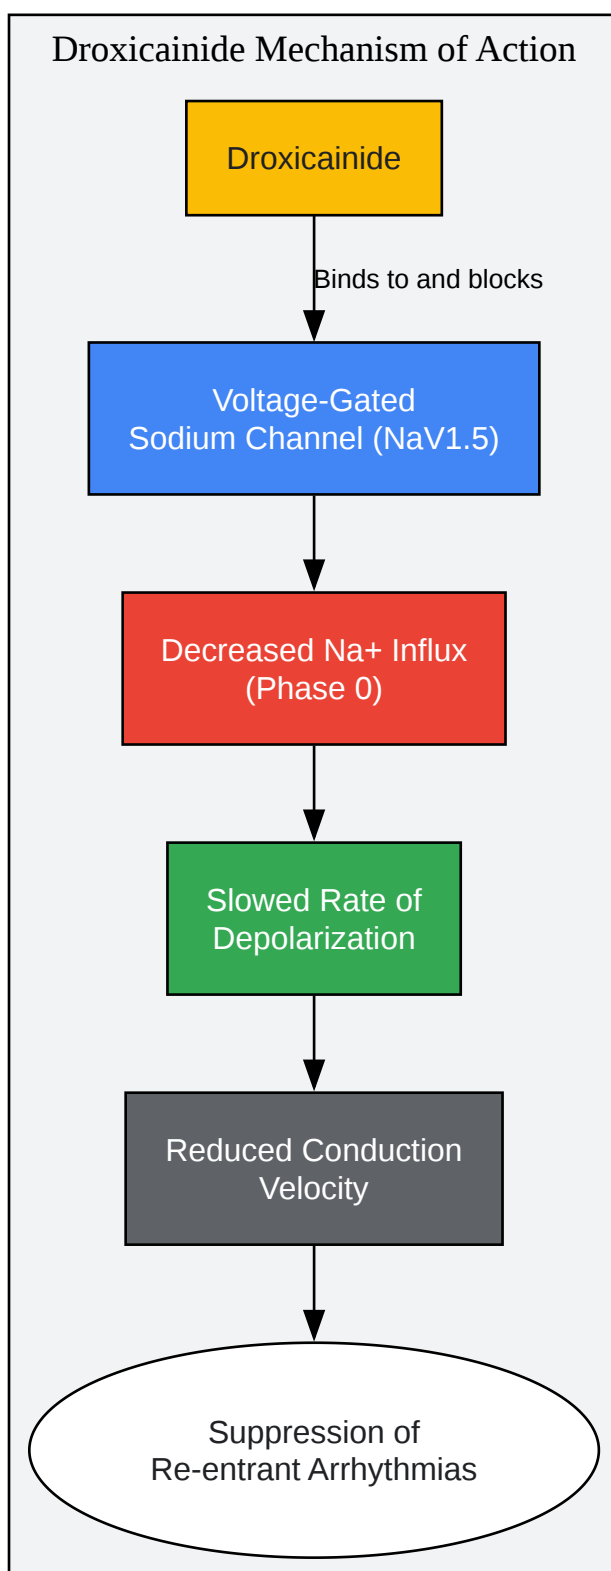 Droxicainide Mechanism of Action
Droxicainide
Binds to and blocks
Voltage-Gated
Sodium Channel (NaV1.5)
Decreased Na+ Influx
(Phase 0)
Slowed Rate of
Depolarization
Reduced Conduction
Velocity
Suppression of
Re-entrant Arrhythmias